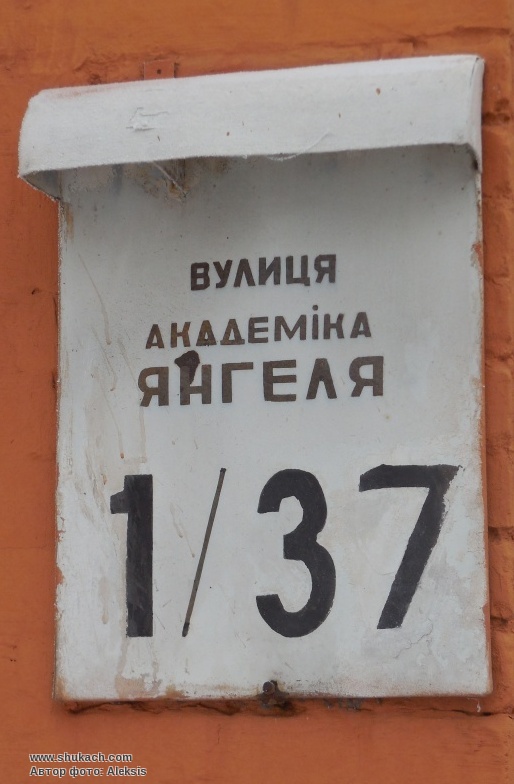 ВУЛИЦЯ
АКАДЕМІКА
ЯНГЕЛЯ
1/37
www.shukach.com
Автор фото: Aleksis